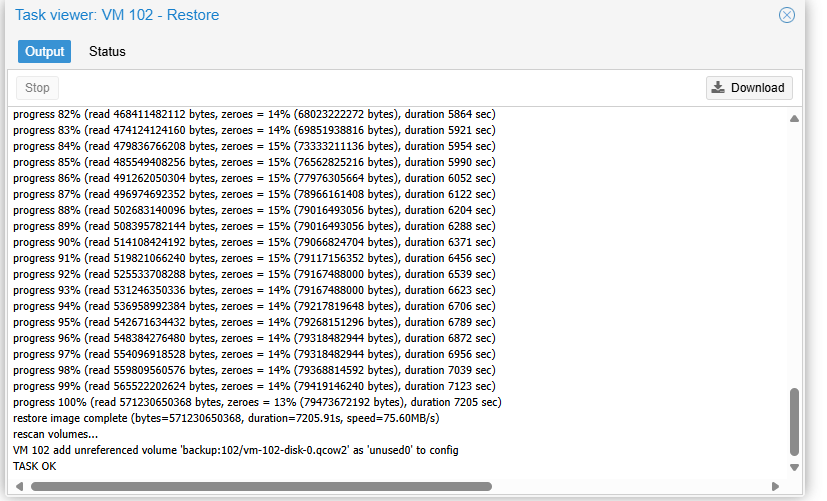 Task viewer: VM 102 - Restore
Output Status
Stop Download
progress 82% (read 468411482112 bytes, zeroes = 14% (68023222272 bytes), duration 5864 sec)
progress 83% (read 474124124160 bytes, zeroes = 14% (69851938816 bytes), duration 5921 sec)
progress 84% (read 479836766208 bytes, zeroes = 15% (73333211136 bytes), duration 5954 sec)
progress 85% (read 485549408256 bytes, zeroes = 15% (76562825216 bytes), duration 5990 sec)
progress 86% (read 491262050304 bytes, zeroes = 15% (77976305664 bytes), duration 6052 sec)
progress 87% (read 496974692352 bytes, zeroes = 15% (78966161408 bytes), duration 6122 sec)
progress 88% (read 502683140096 bytes, zeroes = 15% (79016493056 bytes), duration 6204 sec)
progress 89% (read 508395782144 bytes, zeroes = 15% (79016493056 bytes), duration 6288 sec)
progress 90% (read 514108424192 bytes, zeroes = 15% (79066824704 bytes), duration 6371 sec)
progress 91% (read 519821066240 bytes, zeroes = 15% (79117156352 bytes), duration 6456 sec)
progress 92% (read 525533708288 bytes, zeroes = 15% (79167488000 bytes), duration 6539 sec)
progress 93% (read 531246350336 bytes, zeroes = 14% (79167488000 bytes), duration 6623 sec)
progress 94% (read 536958992384 bytes, zeroes = 14% (79217819648 bytes), duration 6706 sec)
progress 95% (read 542671634432 bytes, zeroes = 14% (79268151296 bytes), duration 6789 sec)
progress 96% (read 548384276480 bytes, zeroes = 14% (79318482944 bytes), duration 6872 sec)
progress 97% (read 554096918528 bytes, zeroes = 14% (79318482944 bytes), duration 6956 sec)
progress 98% (read 559809560576 bytes, zeroes = 14% (79368814592 bytes), duration 7039 sec)
progress 99% (read 565522202624 bytes, zeroes = 14% (79419146240 bytes), duration 7123 sec)
progress 100% (read 571230650368 bytes, zeroes = 13% (79473672192 bytes), duration 7205 sec)
restore image complete (bytes=571230650368, duration=7205.91s, speed=75.60MB/s)
rescan volumes...
VM 102 add unreferenced volume 'backup:102/vm-102-disk-0.qcow2' as 'unused0' to config
TASK OK